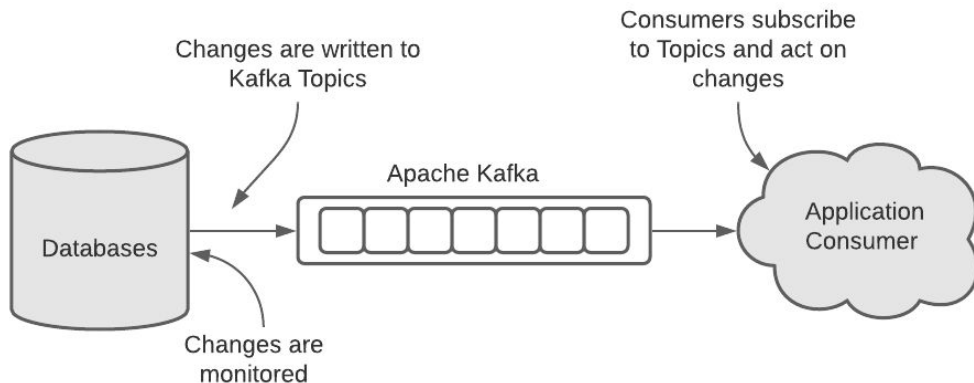 Changes are written to
Kafka Topics
Consumers subscribe
to Topics and act on
changes
Apache Kafka
Databases
Application
Consumer
Changes are
monitored